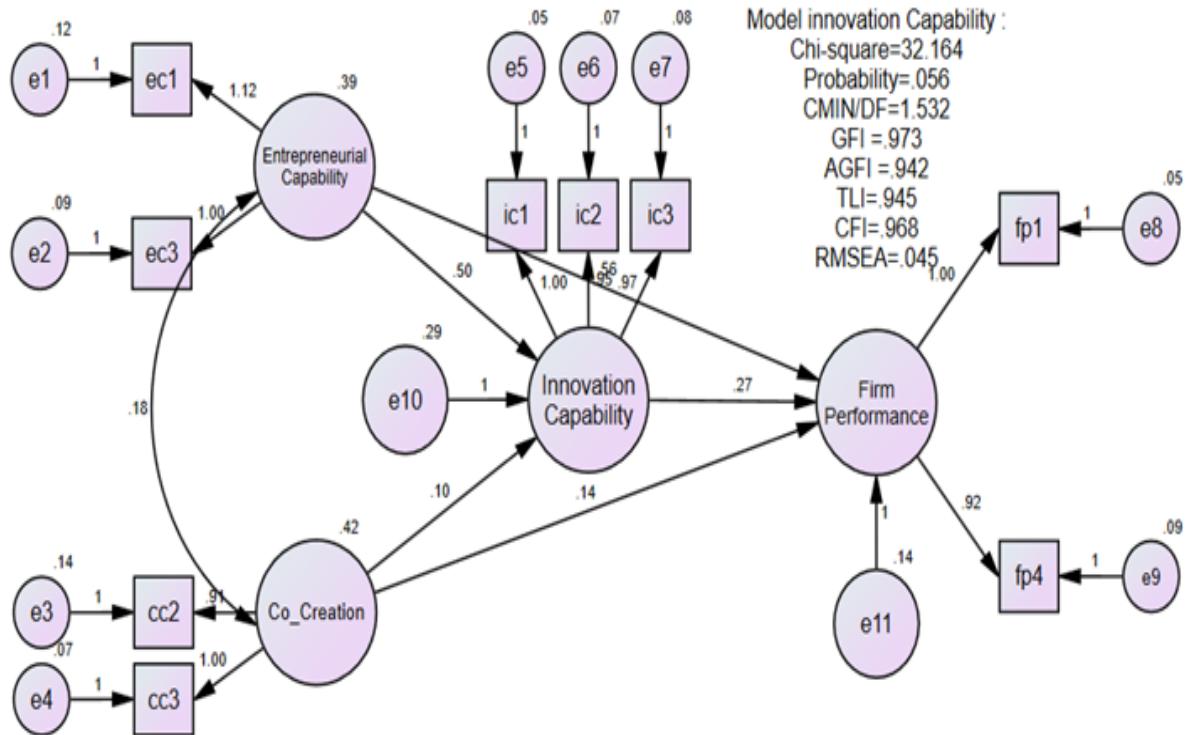 Model innovation Capability :
Chi-square=32.164
Probability=.056
CMIN/DF=1.532
GFI =.973
AGFI =.942
TLI=.945
CFI=.968
RMSEA=.045
.12
e1
1
ec1
1.12
.39
Entrepreneurial
Capability
.09
e2
1
ec3
1.00
.05
e5
1
ic1
.07
e6
1
ic2
.08
e7
1
ic3
1.00
.95
.56
.97
.50
.18
.29
e10
1
Innovation
Capability
.27
.10
.14
.42
Co_Creation
.14
e3
1
cc2
.91
.07
e4
1
cc3
1.00
Firm
Performance
1.00
fp1
1
.05
e8
.92
fp4
1
.09
e9
1
.14
e11